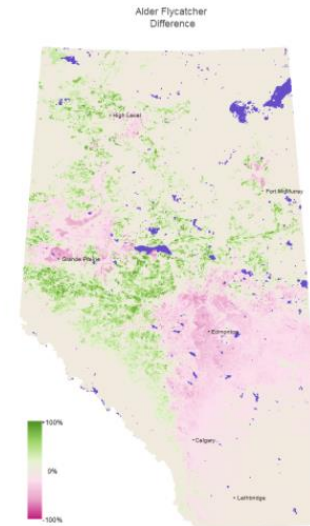 Alder Flycatcher
Difference
High Level
Fort McMurray
Grande Prairie
Edmonton
100%
0%
-100%
Calgary
Lethbridge